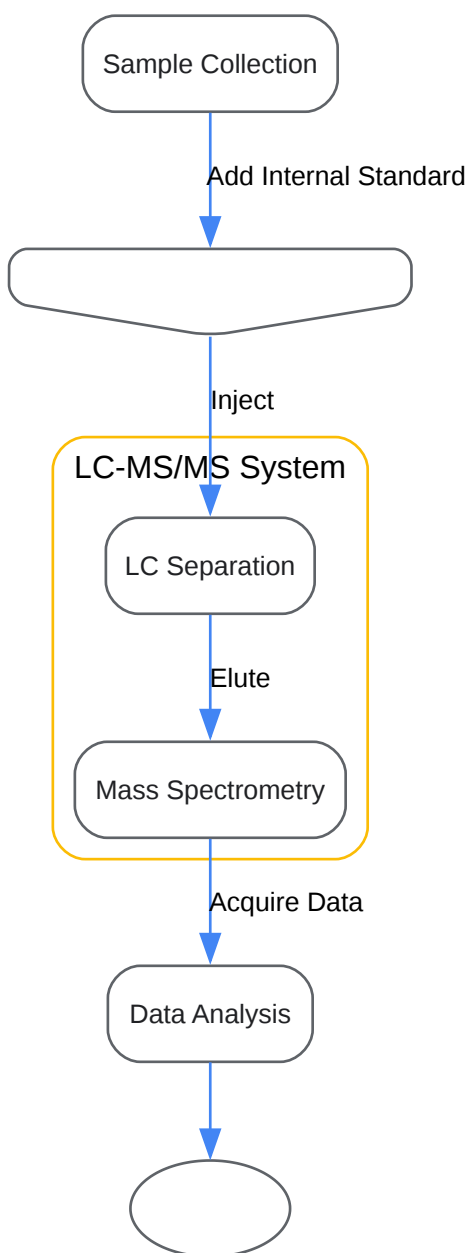 Sample Collection
Add Internal Standard
Inject
LC-MS/MS System
LC Separation
Elute
Mass Spectrometry
Acquire Data
Data Analysis